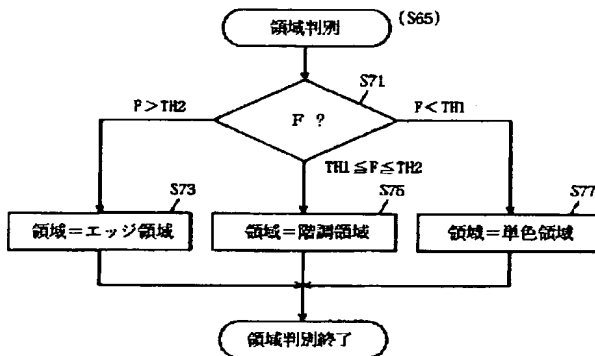 領域判別
(S65)
S71
F ?
F>TH2
F<TH1
TH1≦F≦TH2
S73
S75
S77
領域=エッジ領域
領域=階調領域
領域=単色領域
領域判別終了